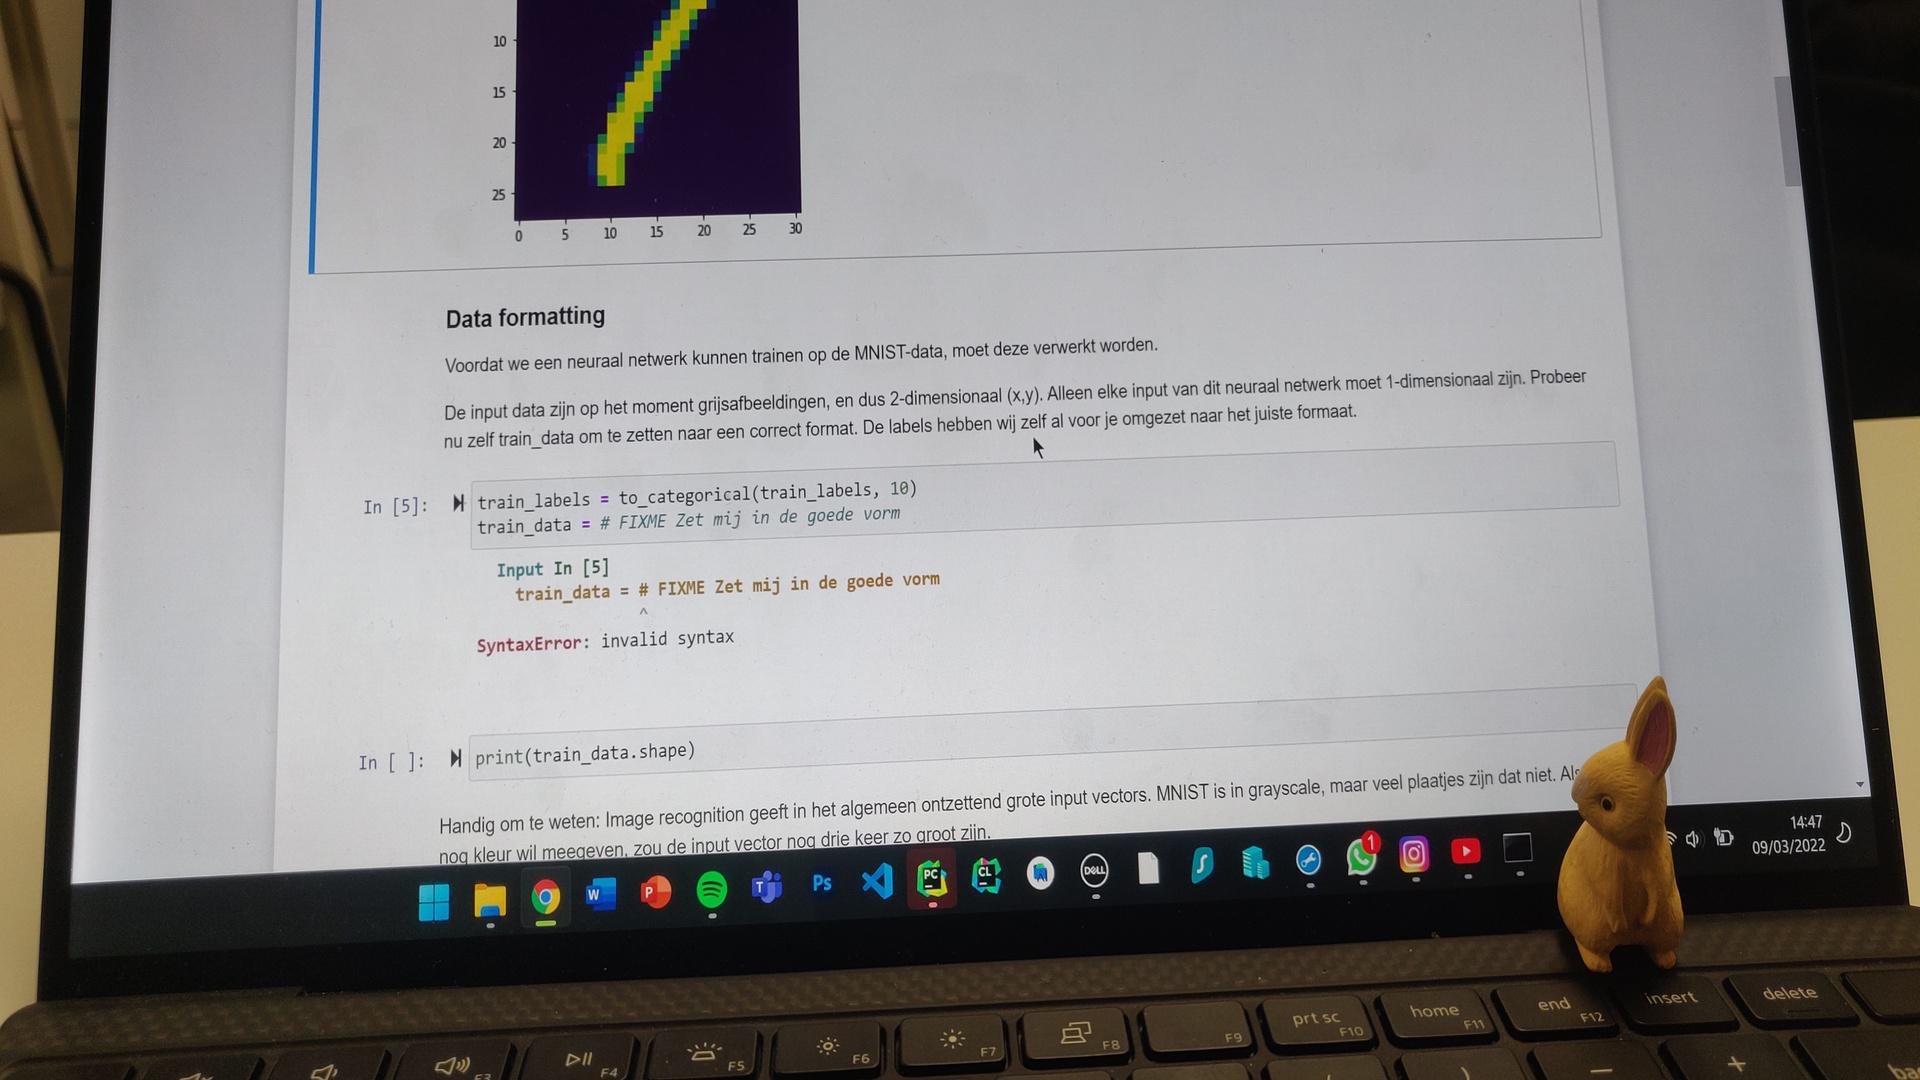 10
15
20
25
0 5 10 15 20 25 30
Data formatting
Voordat we een neuraal netwerk kunnen trainen op de MNIST-data, moet deze verwerkt worden.
De input data zijn op het moment grijsafbeeldingen, en dus 2-dimensionaal (x,y). Alleen elke input van dit neuraal netwerk moet 1-dimensionaal zijn. Probeer
nu zelf train_data om te zetten naar een correct format. De labels hebben wij zelf al voor je omgezet naar het juiste formaat.
In [5]: train_labels = to_categorical(train_labels, 10)
train_data = # FIXME Zet mij in de goede vorm
Input In [5]
train_data = # FIXME Zet mij in de goede vorm
^
SyntaxError: invalid syntax
In [ ]: print(train_data.shape)
Handig om te weten: Image recognition geeft in het algemeen ontzettend grote input vectors. MNIST is in grayscale, maar veel plaatjes zijn dat niet. Als
nog kleur wil meegeven, zou de input vector nog drie keer zo groot zijn.
W P T Ps PC CL DELL S 1
14:47
09/03/2022
F3 F4 F5 F6 F7 F8 F9 prt sc F10 home F11 end F12 insert delete
) — +